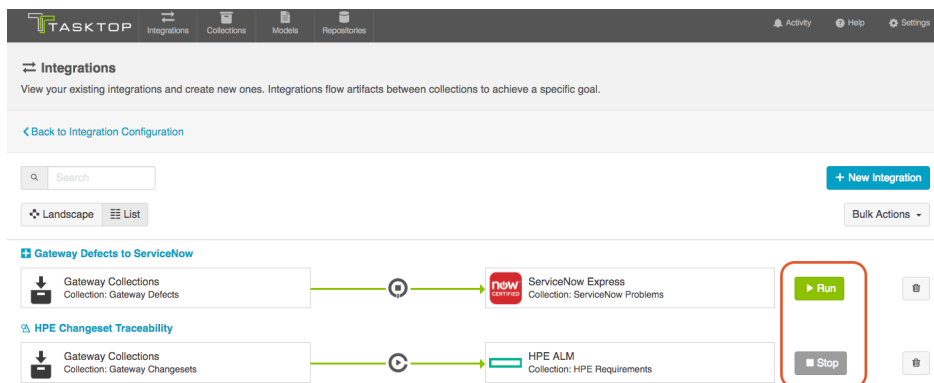 TASKTOP
Integrations
Collections
Models
Repositories
Activity
Help
Settings
Integrations
View your existing integrations and create new ones. Integrations flow artifacts between collections to achieve a specific goal.
Back to Integration Configuration
Search
+ New Integration
Landscape
List
Bulk Actions
Gateway Defects to ServiceNow
Gateway Collections
Collection: Gateway Defects
now
CERTIFIED
ServiceNow Express
Collection: ServiceNow Problems
Run
HPE Changeset Traceability
Gateway Collections
Collection: Gateway Changesets
HPE ALM
Collection: HPE Requirements
Stop